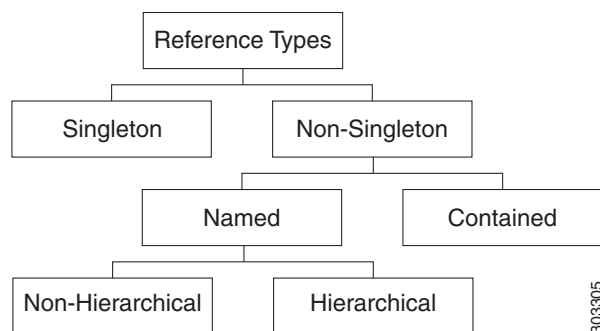 Reference Types
Singleton
Non-Singleton
Named
Contained
Non-Hierarchical
Hierarchical
303305